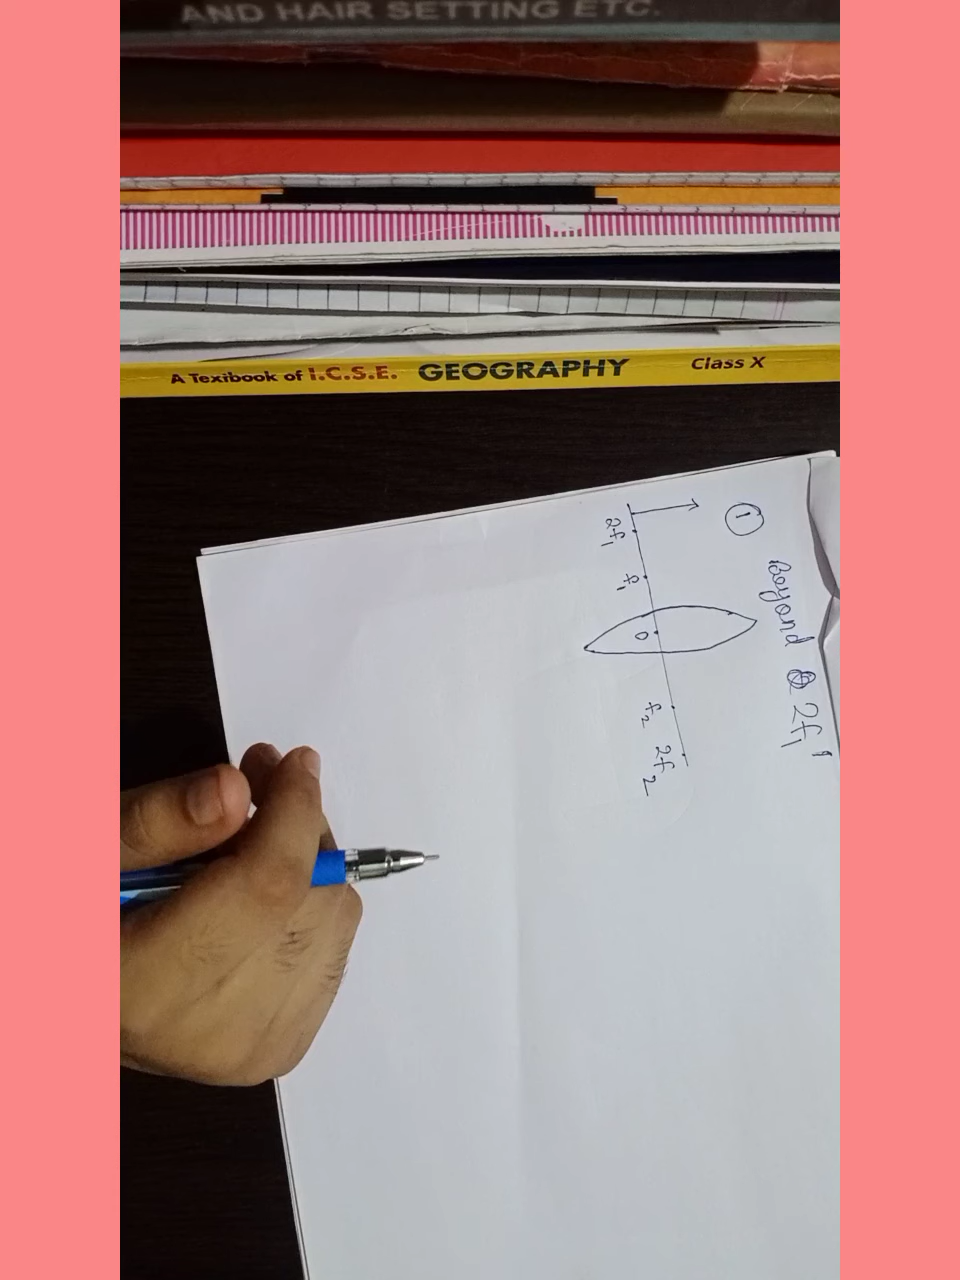 AND HAIR SETTING ETC.
A Textbook of I.C.S.E. GEOGRAPHY Class X
① Beyond 2f₁
2f₁ f₁ O f₂ 2f₂